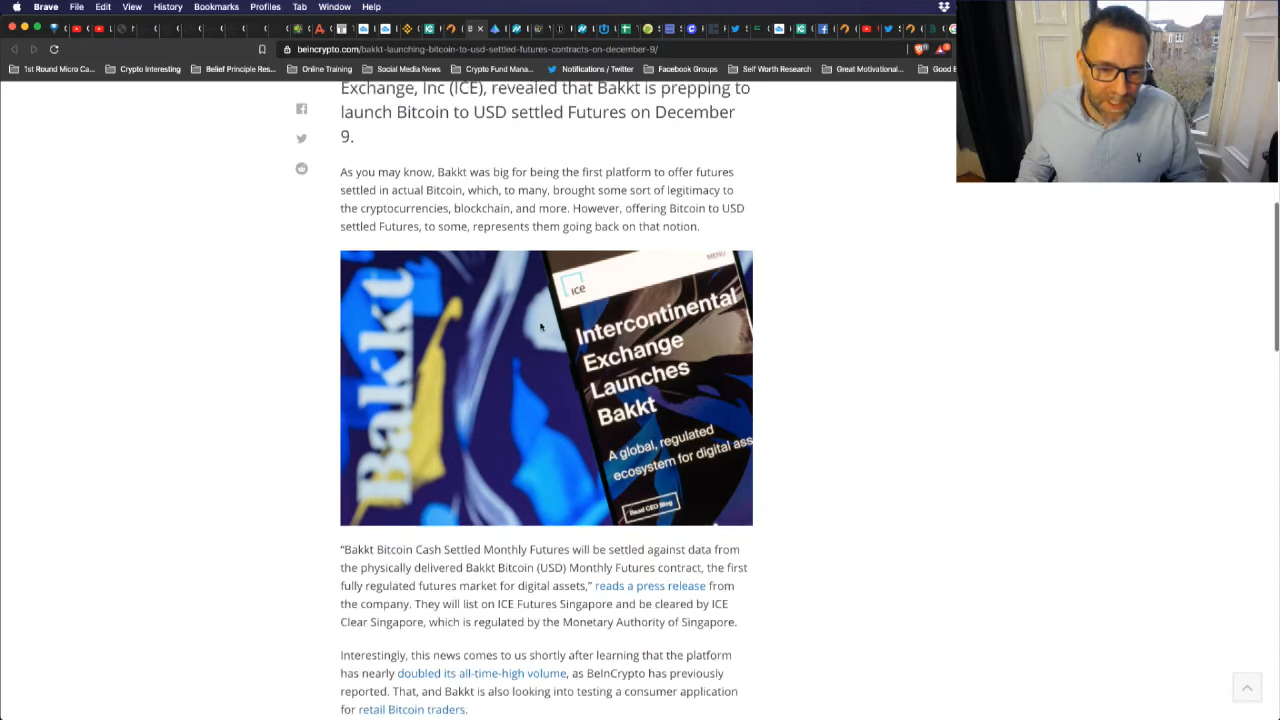 Brave File Edit View History Bookmarks Profiles Tab Window Help
beincrypto.com/bakkt-launching-bitcoin-to-usd-settled-futures-contracts-on-december-9/
1st Round Micro Ca... Crypto Interesting Belief Principle Res... Online Training Social Media News Crypto Fund Mana... Notifications / Twitter Facebook Groups Self Worth Research Great Motivational...
Exchange, Inc (ICE), revealed that Bakkt is prepping to
launch Bitcoin to USD settled Futures on December
9.
As you may know, Bakkt was big for being the first platform to offer futures
settled in actual Bitcoin, which, to many, brought some sort of legitimacy to
the cryptocurrencies, blockchain, and more. However, offering Bitcoin to USD
settled Futures, to some, represents them going back on that notion.
Bakkt
MENU
ice
Intercontinental
Exchange
Launches
Bakkt
A global, regulated
ecosystem for digital ass
Read CEO Blog
“Bakkt Bitcoin Cash Settled Monthly Futures will be settled against data from
the physically delivered Bakkt Bitcoin (USD) Monthly Futures contract, the first
fully regulated futures market for digital assets,” reads a press release from
the company. They will list on ICE Futures Singapore and be cleared by ICE
Clear Singapore, which is regulated by the Monetary Authority of Singapore.
Interestingly, this news comes to us shortly after learning that the platform
has nearly doubled its all-time-high volume, as BeInCrypto has previously
reported. That, and Bakkt is also looking into testing a consumer application
for retail Bitcoin traders.